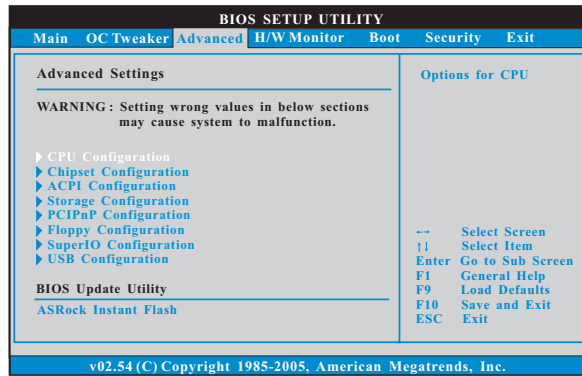 BIOS SETUP UTILITY
Main OC Tweaker Advanced H/W Monitor Boot Security Exit
Advanced Settings
WARNING : Setting wrong values in below sections
may cause system to malfunction.
CPU Configuration
Chipset Configuration
ACPI Configuration
Storage Configuration
PCIPnP Configuration
Floppy Configuration
SuperIO Configuration
USB Configuration
BIOS Update Utility
ASRock Instant Flash
Options for CPU
←→ Select Screen
↑↓ Select Item
Enter Go to Sub Screen
F1 General Help
F9 Load Defaults
F10 Save and Exit
ESC Exit
v02.54 (C) Copyright 1985-2005, American Megatrends, Inc.